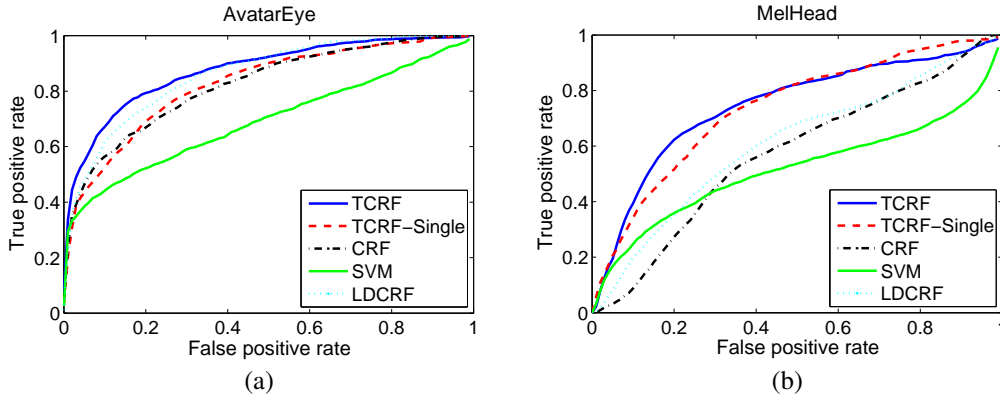 AvatarEye
1
0.8
0.6
0.4
0.2
0
True positive rate
TCRF
TCRF−Single
CRF
SVM
LDCRF
0 0.2 0.4 0.6 0.8 1
False positive rate
(a)
MelHead
1
0.8
0.6
0.4
0.2
0
True positive rate
TCRF
TCRF−Single
CRF
SVM
LDCRF
0 0.2 0.4 0.6 0.8 1
False positive rate
(b)